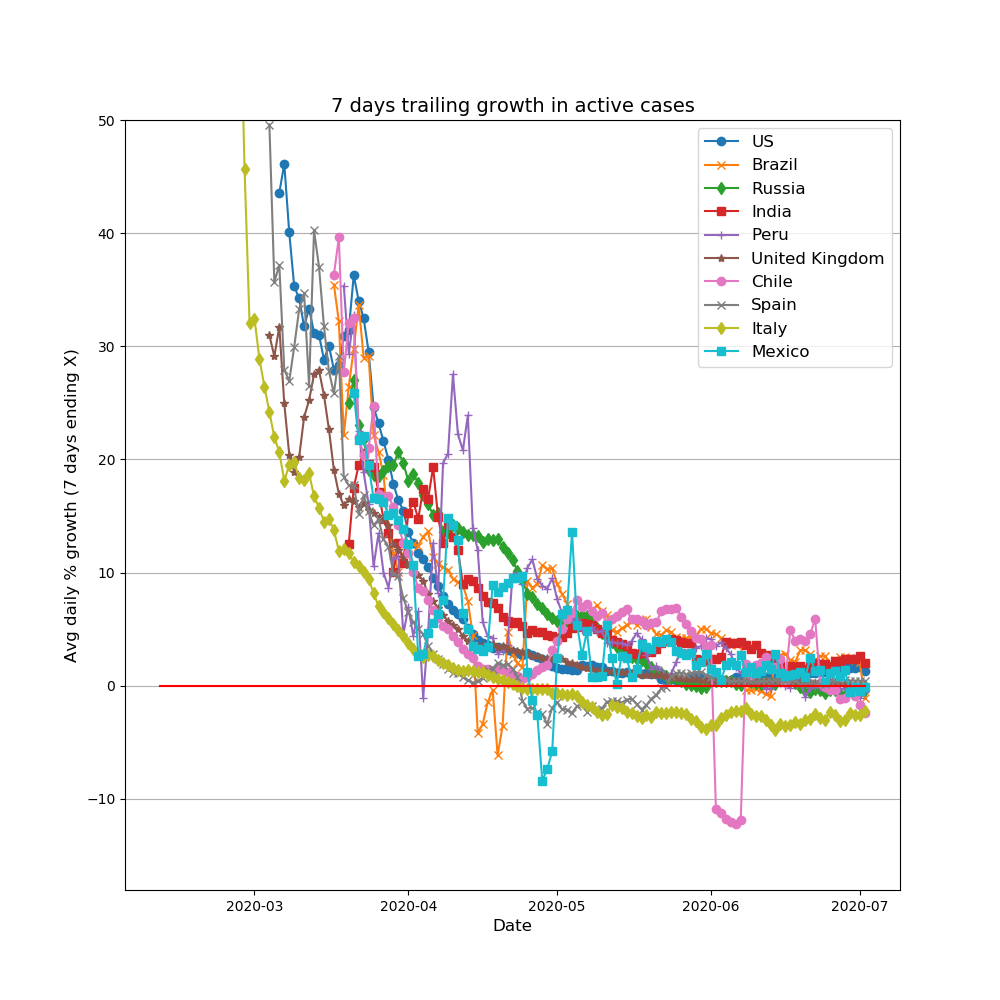 7 days trailing growth in active cases
Avg daily % growth (7 days ending X)
50
40
30
20
10
0
−10
US
Brazil
Russia
India
Peru
United Kingdom
Chile
Spain
Italy
Mexico
2020-03
2020-04
2020-05
2020-06
2020-07
Date